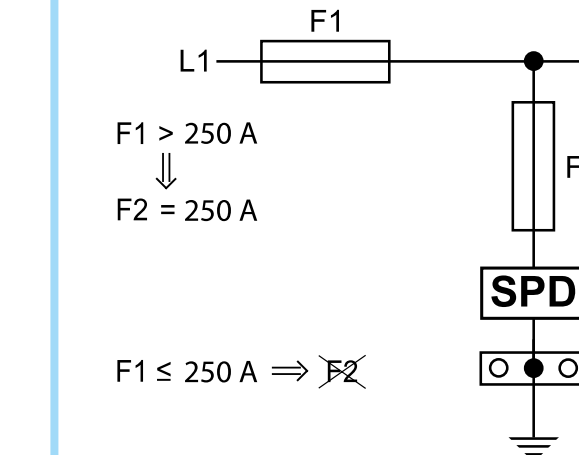 F1
L1
F1 > 250 A
⇓
F2 = 250 A
F
SPD
F1 ≤ 250 A ⇒ F2